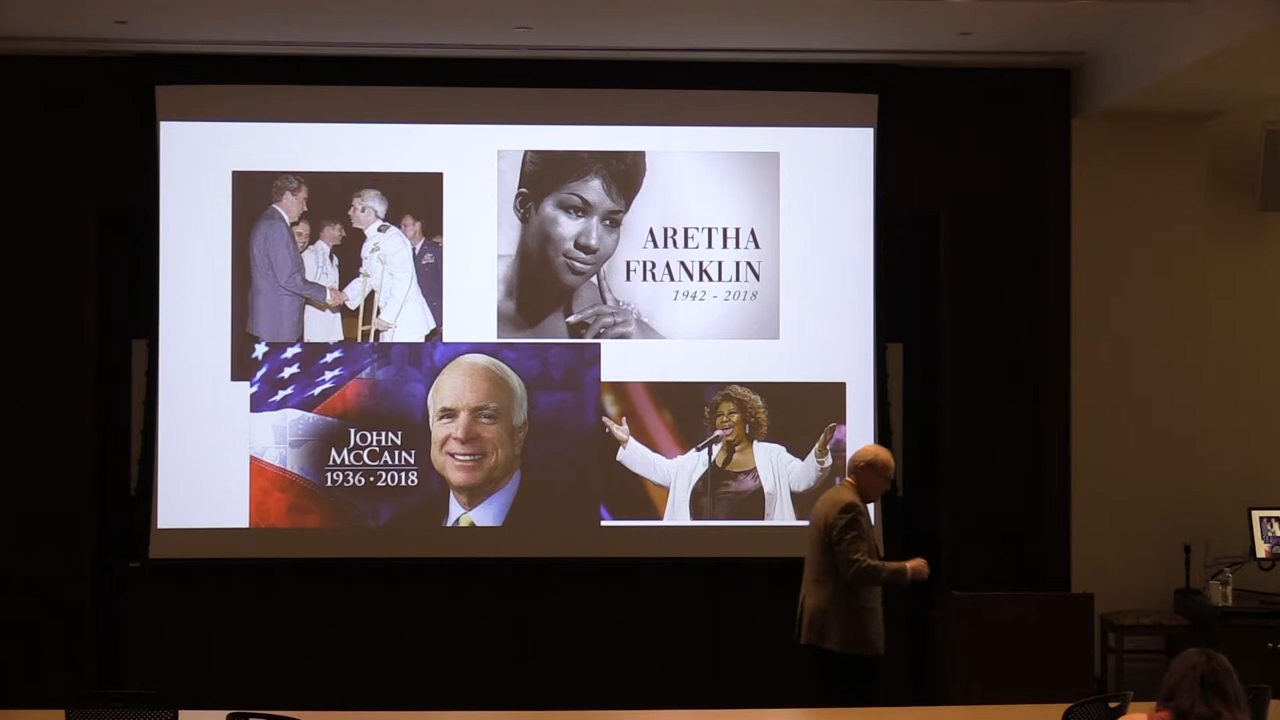 ARETHA
FRANKLIN
1942 - 2018
JOHN
MCCAIN
1936 · 2018